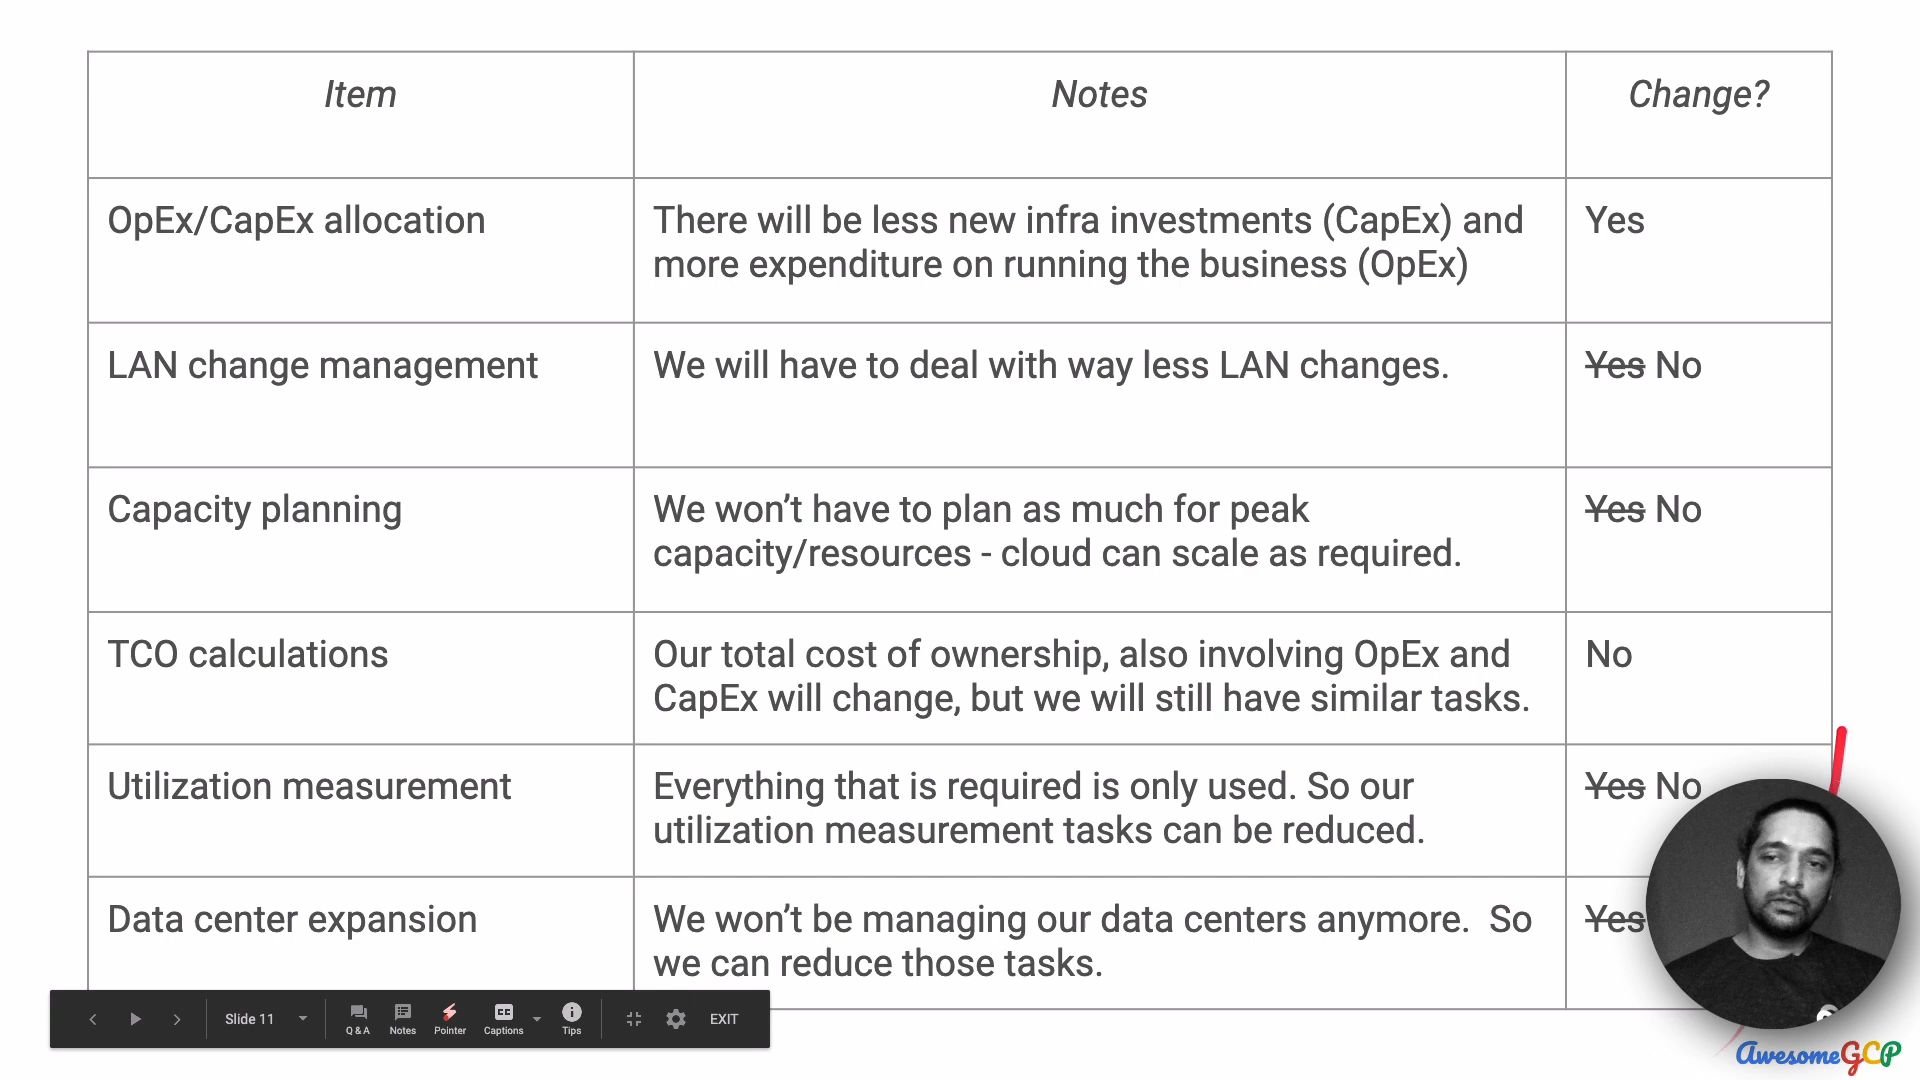 Item Notes Change?
OpEx/CapEx allocation
There will be less new infra investments (CapEx) and
more expenditure on running the business (OpEx)
Yes
LAN change management
We will have to deal with way less LAN changes.
Yes No
Capacity planning
We won’t have to plan as much for peak
capacity/resources - cloud can scale as required.
Yes No
TCO calculations
Our total cost of ownership, also involving OpEx and
CapEx will change, but we will still have similar tasks.
No
Utilization measurement
Everything that is required is only used. So our
utilization measurement tasks can be reduced.
Yes No
Data center expansion
We won’t be managing our data centers anymore. So
we can reduce those tasks.
Yes
Slide 11 Q & A Notes Pointer CC Captions Tips EXIT
AwesomeGCP